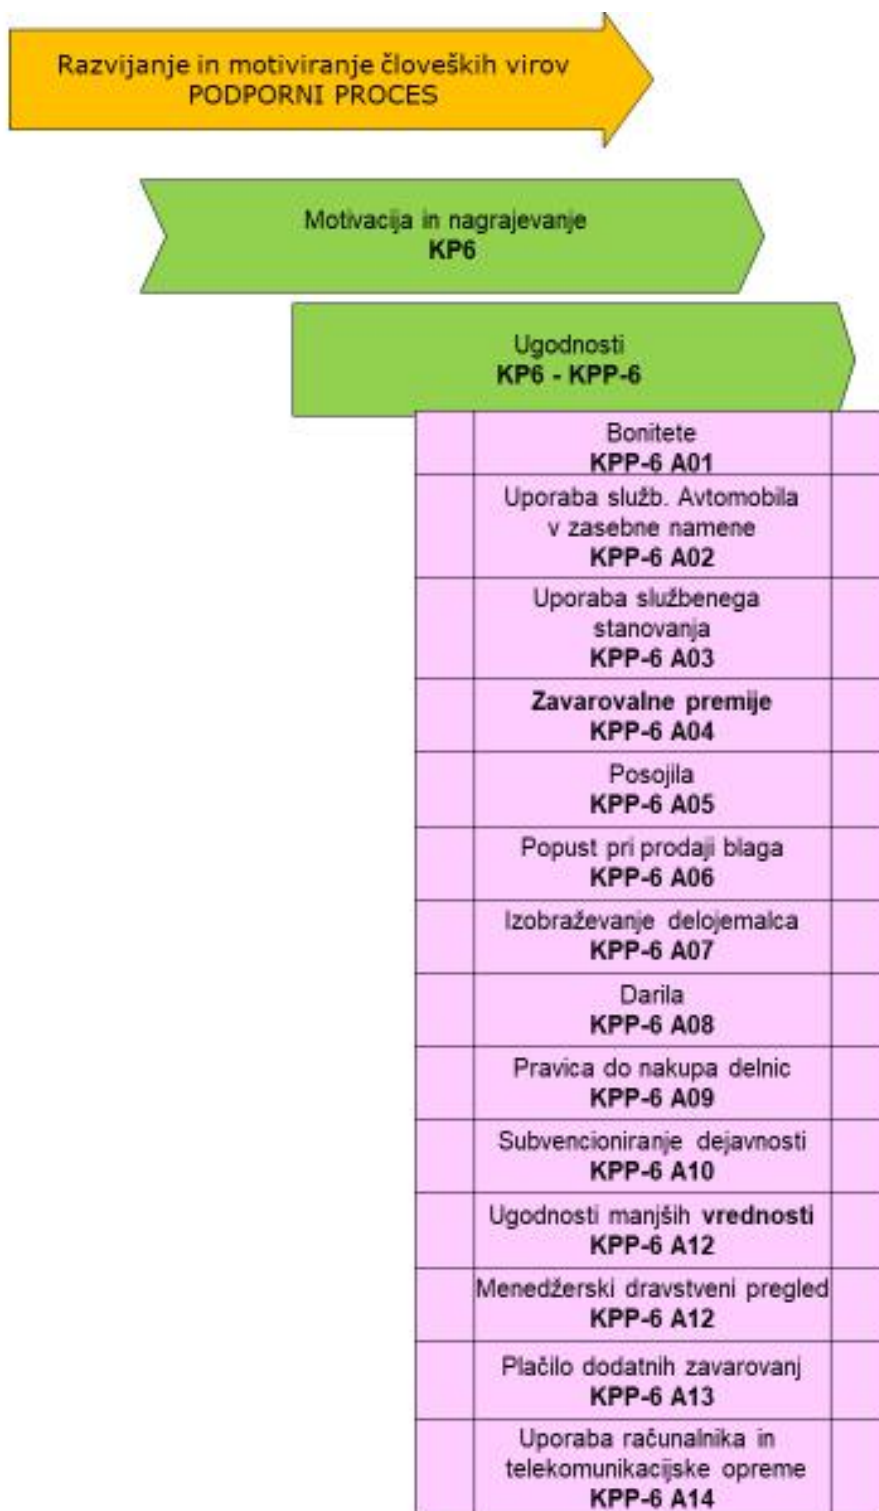 Razvijanje in motiviranje človeških virov
PODPORNI PROCES
Motivacija in nagrajevanje
KP6
Ugodnosti
KP6 - KPP-6
Bonitete
KPP-6 A01
Uporaba služb. Avtomobila
v zasebne namene
KPP-6 A02
Uporaba službenega
stanovanja
KPP-6 A03
Zavarovalne premije
KPP-6 A04
Posojila
KPP-6 A05
Popust pri prodaji blaga
KPP-6 A06
Izobraževanje delojemalca
KPP-6 A07
Darila
KPP-6 A08
Pravica do nakupa delnic
KPP-6 A09
Subvencioniranje dejavnosti
KPP-6 A10
Ugodnosti manjših vrednosti
KPP-6 A12
Menedžerski dravstveni pregled
KPP-6 A12
Plačilo dodatnih zavarovanj
KPP-6 A13
Uporaba računalnika in
telekomunikacijske opreme
KPP-6 A14